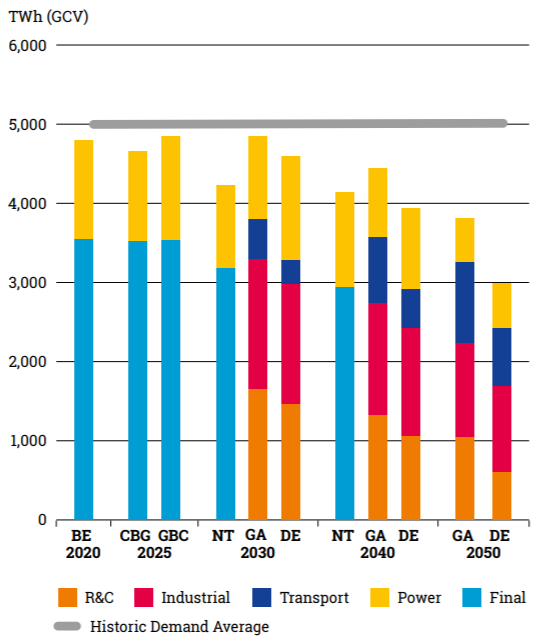 TWh (GCV)
6,000
5,000
4,000
3,000
2,000
1,000
0
BE CBG GBC NT GA DE NT GA DE GA DE
2020 2025 2030 2040 2050
R&C Industrial Transport Power Final
Historic Demand Average